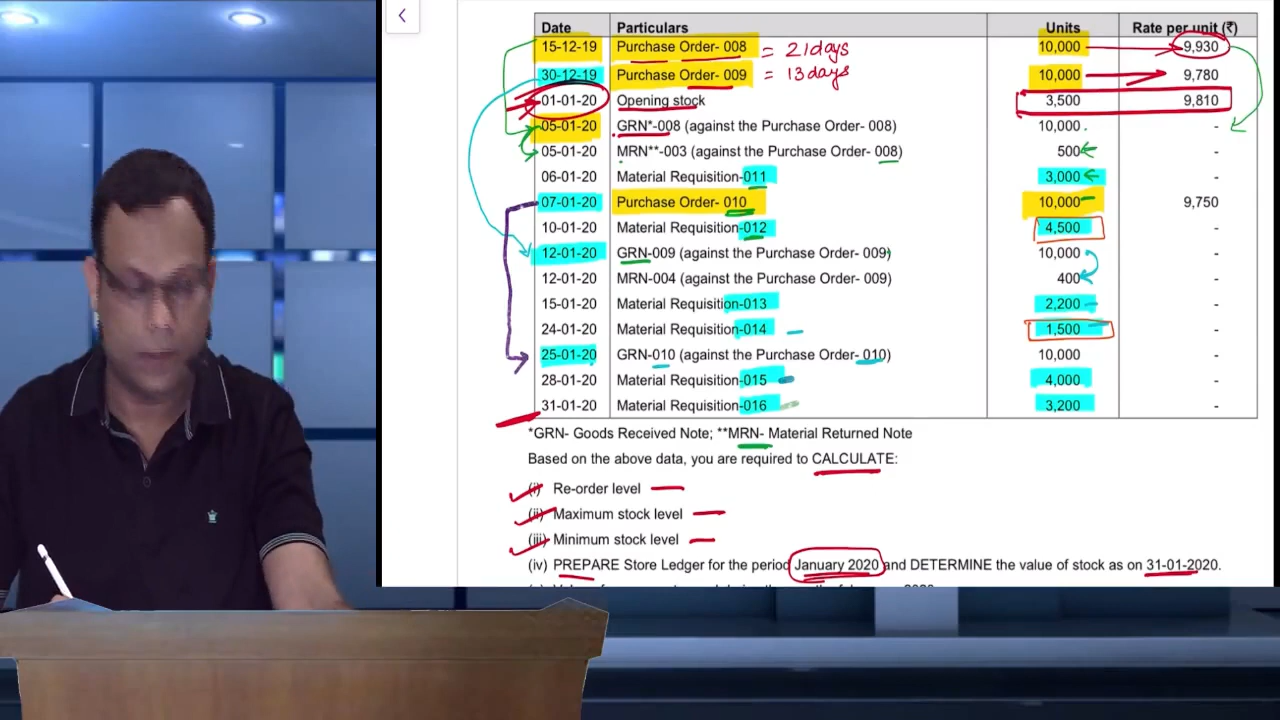 Date Particulars Units Rate per unit (₹)
15-12-19 Purchase Order- 008 = 21 days 10,000 9,930
30-12-19 Purchase Order- 009 = 13 days 10,000 9,780
01-01-20 Opening stock 3,500 9,810
05-01-20 GRN*-008 (against the Purchase Order- 008) 10,000 -
05-01-20 MRN**-003 (against the Purchase Order- 008) 500 -
06-01-20 Material Requisition-011 3,000 -
07-01-20 Purchase Order- 010 10,000 9,750
10-01-20 Material Requisition-012 4,500 -
12-01-20 GRN-009 (against the Purchase Order- 009) 10,000 -
12-01-20 MRN-004 (against the Purchase Order- 009) 400 -
15-01-20 Material Requisition-013 2,200 -
24-01-20 Material Requisition-014 1,500 -
25-01-20 GRN-010 (against the Purchase Order- 010) 10,000 -
28-01-20 Material Requisition-015 4,000 -
31-01-20 Material Requisition-016 3,200 -
*GRN- Goods Received Note; **MRN- Material Returned Note
Based on the above data, you are required to CALCULATE:
(i) Re-order level
(ii) Maximum stock level
(iii) Minimum stock level
(iv) PREPARE Store Ledger for the period January 2020 and DETERMINE the value of stock as on 31-01-2020.